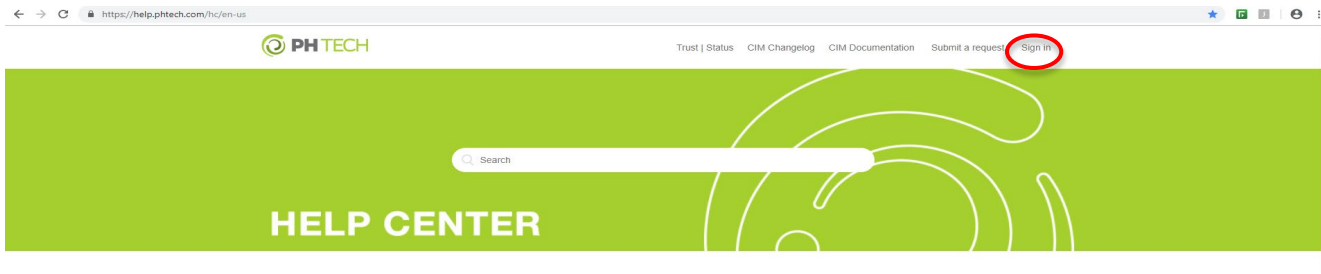 https://help.phtech.com/hc/en-us
PH TECH
Trust | Status CIM Changelog CIM Documentation Submit a request Sign in
Search
HELP CENTER